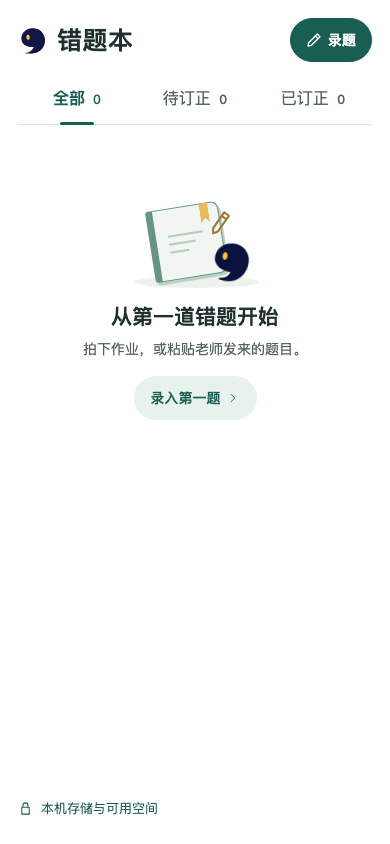 错题本
录题
全部 0
待订正 0
已订正 0
从第一道错题开始
拍下作业，或粘贴老师发来的题目。
录入第一题
本机存储与可用空间